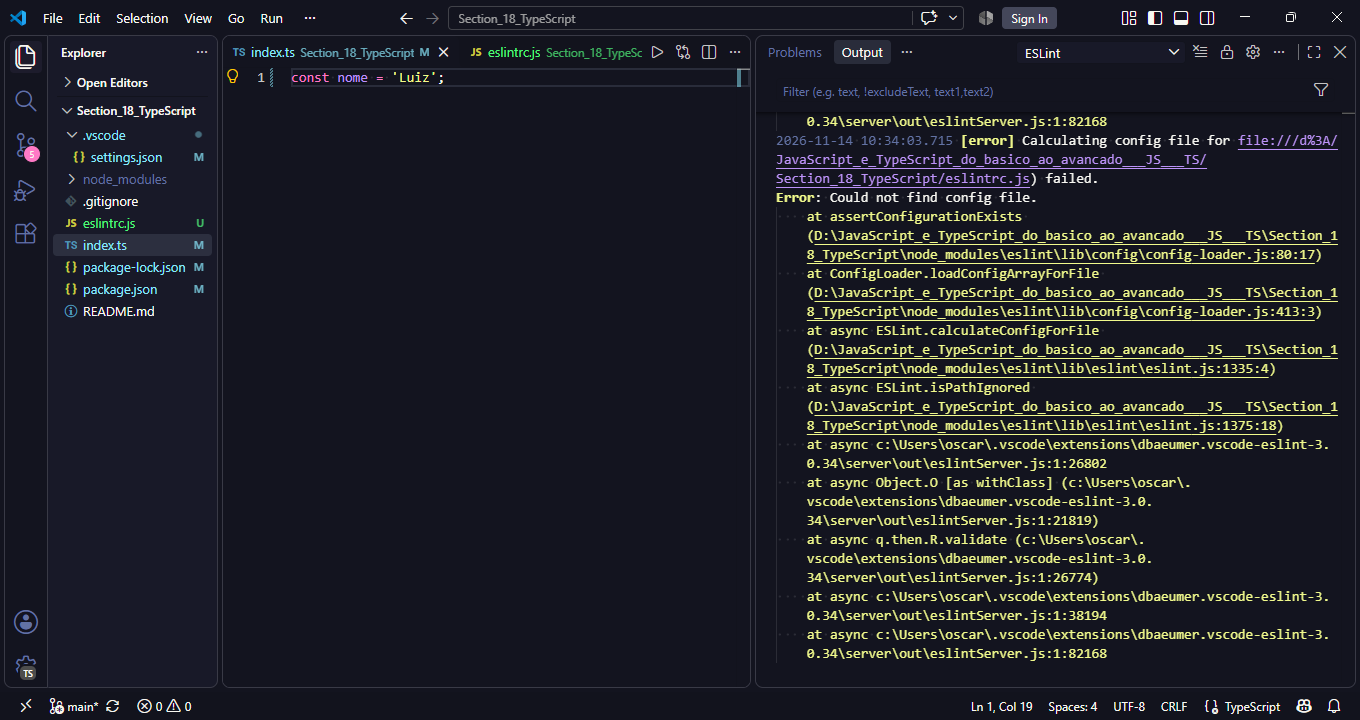 File Edit Selection View Go Run ···
Section_18_TypeScript
Sign In
Explorer ···
Open Editors
Section_18_TypeScript
.vscode
{} settings.json M
node_modules
.gitignore
JS eslintrc.js U
TS index.ts M
{} package-lock.json M
{} package.json M
README.md
5
TS
TS index.ts Section_18_TypeScript M
JS eslintrc.js Section_18_TypeSc ···
1 const nome = 'Luiz';
Problems Output ··· ESLint ···
Filter (e.g. text, !excludeText, text1,text2)
0.34\server\out\eslintServer.js:1:82168
2026-11-14 10:34:03.715 [error] Calculating config file for file:///d%3A/
JavaScript_e_TypeScript_do_basico_ao_avancado___JS___TS/
Section_18_TypeScript/eslintrc.js) failed.
Error: Could not find config file.
at assertConfigurationExists
(D:\JavaScript_e_TypeScript_do_basico_ao_avancado___JS___TS\Section_1
8_TypeScript\node_modules\eslint\lib\config\config-loader.js:80:17)
at ConfigLoader.loadConfigArrayForFile
(D:\JavaScript_e_TypeScript_do_basico_ao_avancado___JS___TS\Section_1
8_TypeScript\node_modules\eslint\lib\config\config-loader.js:413:3)
at async ESLint.calculateConfigForFile
(D:\JavaScript_e_TypeScript_do_basico_ao_avancado___JS___TS\Section_1
8_TypeScript\node_modules\eslint\lib\eslint\eslint.js:1335:4)
at async ESLint.isPathIgnored
(D:\JavaScript_e_TypeScript_do_basico_ao_avancado___JS___TS\Section_1
8_TypeScript\node_modules\eslint\lib\eslint\eslint.js:1375:18)
at async c:\Users\oscar\.vscode\extensions\dbaeumer.vscode-eslint-3.
0.34\server\out\eslintServer.js:1:26802
at async Object.O [as withClass] (c:\Users\oscar\.
vscode\extensions\dbaeumer.vscode-eslint-3.0.
34\server\out\eslintServer.js:1:21819)
at async q.then.R.validate (c:\Users\oscar\.
vscode\extensions\dbaeumer.vscode-eslint-3.0.
34\server\out\eslintServer.js:1:26774)
at async c:\Users\oscar\.vscode\extensions\dbaeumer.vscode-eslint-3.
0.34\server\out\eslintServer.js:1:38194
at async c:\Users\oscar\.vscode\extensions\dbaeumer.vscode-eslint-3.
0.34\server\out\eslintServer.js:1:82168
main* 0 0 Ln 1, Col 19 Spaces: 4 UTF-8 CRLF {} TypeScript